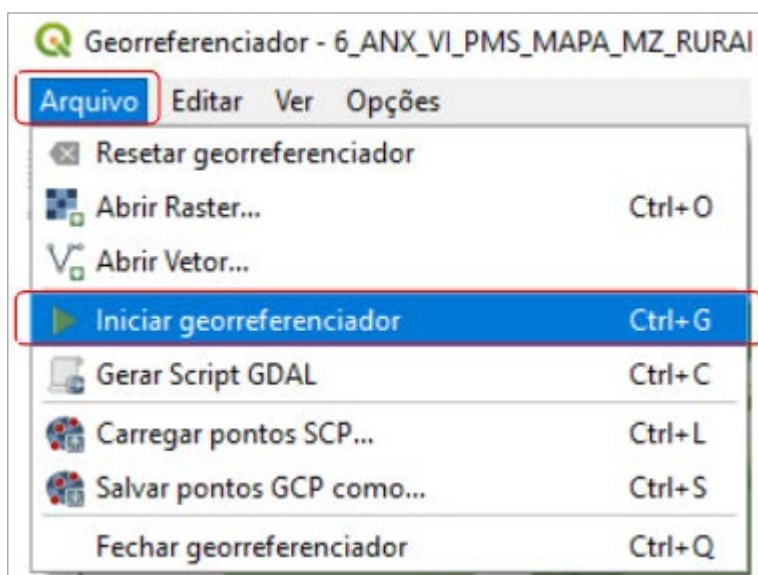 Georreferenciador - 6_ANX_VI_PMS_MAPA_MZ_RURAI
Arquivo Editar Ver Opções
Resetar georreferenciador
Abrir Raster... Ctrl+O
Abrir Vetor...
Iniciar georreferenciador Ctrl+G
Gerar Script GDAL Ctrl+C
Carregar pontos SCP... Ctrl+L
Salvar pontos GCP como... Ctrl+S
Fechar georreferenciador Ctrl+Q